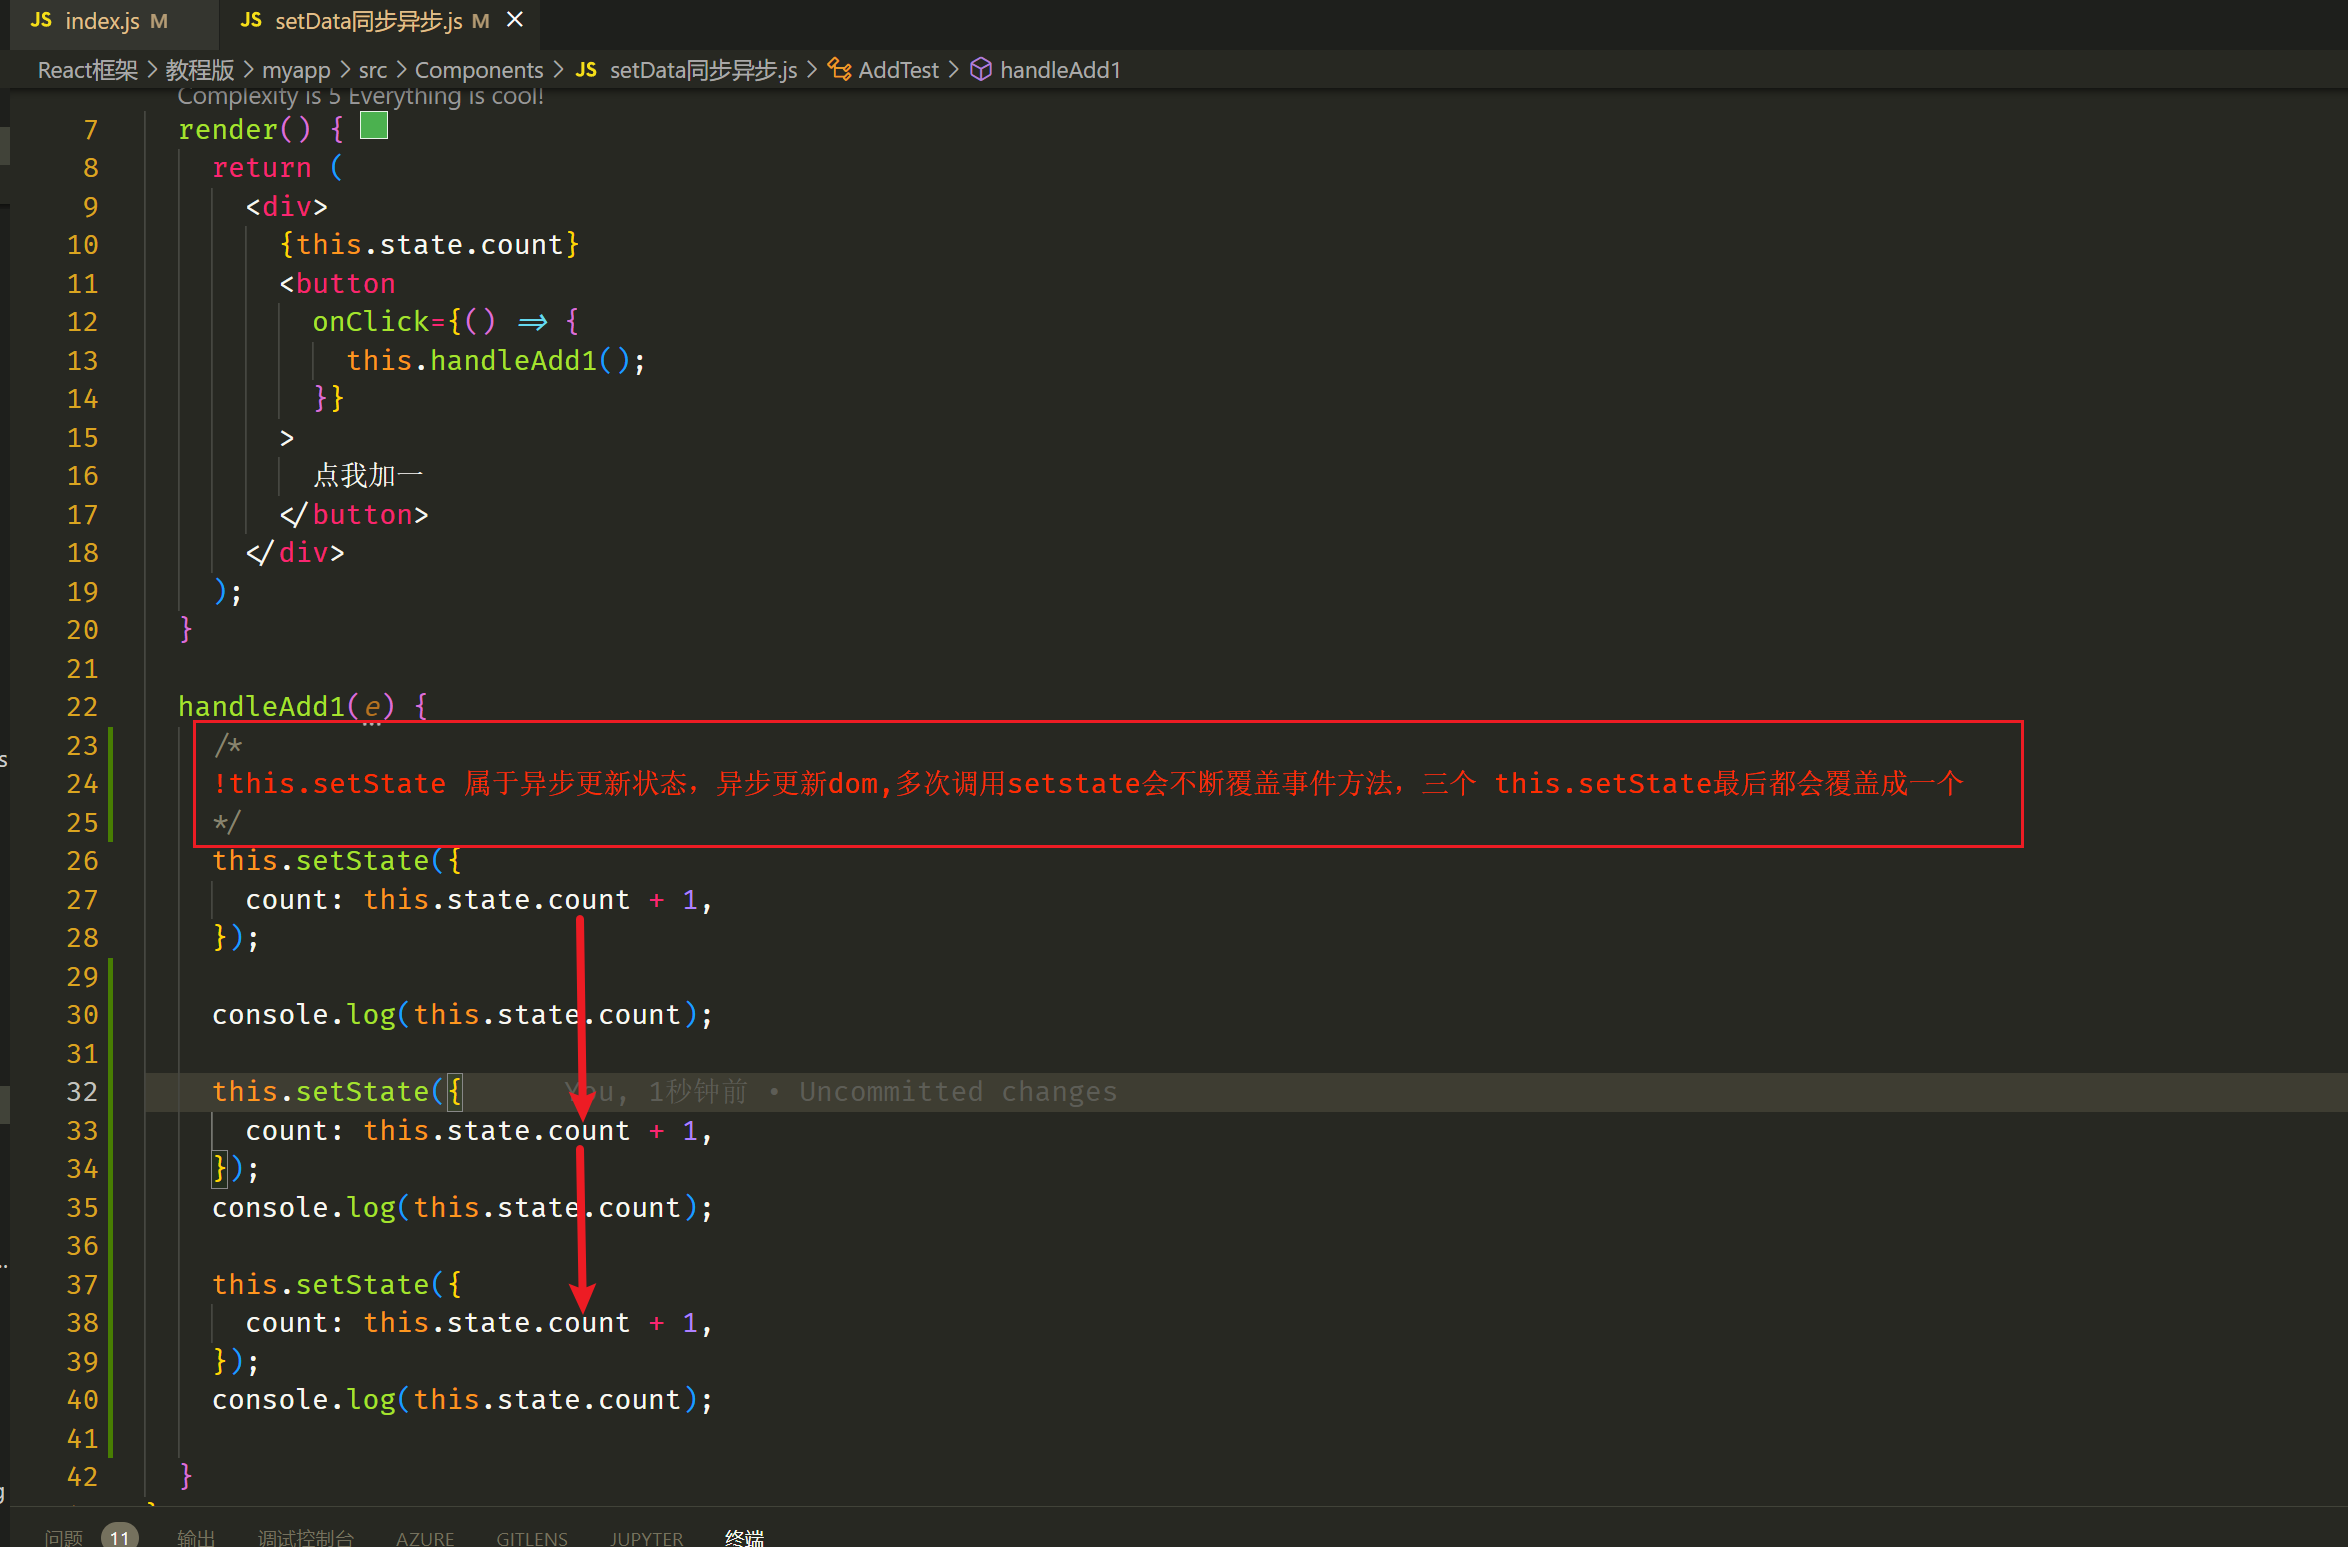 JS index.js M JS setData同步异步.js M ×
React框架 > 教程版 > myapp > src > Components > JS setData同步异步.js > AddTest > handleAdd1
Complexity is 5 Everything is cool!
7 render() {
8 return (
9 <div>
10 {this.state.count}
11 <button
12 onClick={() => {
13 this.handleAdd1();
14 }}
15 >
16 点我加一
17 </button>
18 </div>
19 );
20 }
21
22 handleAdd1(e) {
23 /*
24 !this.setState 属于异步更新状态，异步更新dom,多次调用setstate会不断覆盖事件方法，三个 this.setState最后都会覆盖成一个
25 */
26 this.setState({
27 count: this.state.count + 1,
28 });
29
30 console.log(this.state.count);
31
32 this.setState({ You, 1秒钟前 • Uncommitted changes
33 count: this.state.count + 1,
34 });
35 console.log(this.state.count);
36
37 this.setState({
38 count: this.state.count + 1,
39 });
40 console.log(this.state.count);
41
42 }
问题 11 输出 调试控制台 AZURE GITLENS JUPYTER 终端